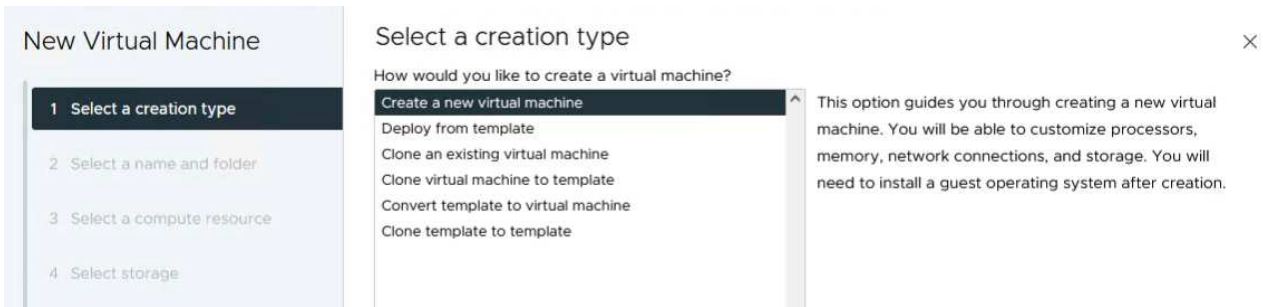 New Virtual Machine
1 Select a creation type
2 Select a name and folder
3 Select a compute resource
4 Select storage
Select a creation type
How would you like to create a virtual machine?
Create a new virtual machine
Deploy from template
Clone an existing virtual machine
Clone virtual machine to template
Convert template to virtual machine
Clone template to template
This option guides you through creating a new virtual
machine. You will be able to customize processors,
memory, network connections, and storage. You will
need to install a guest operating system after creation.